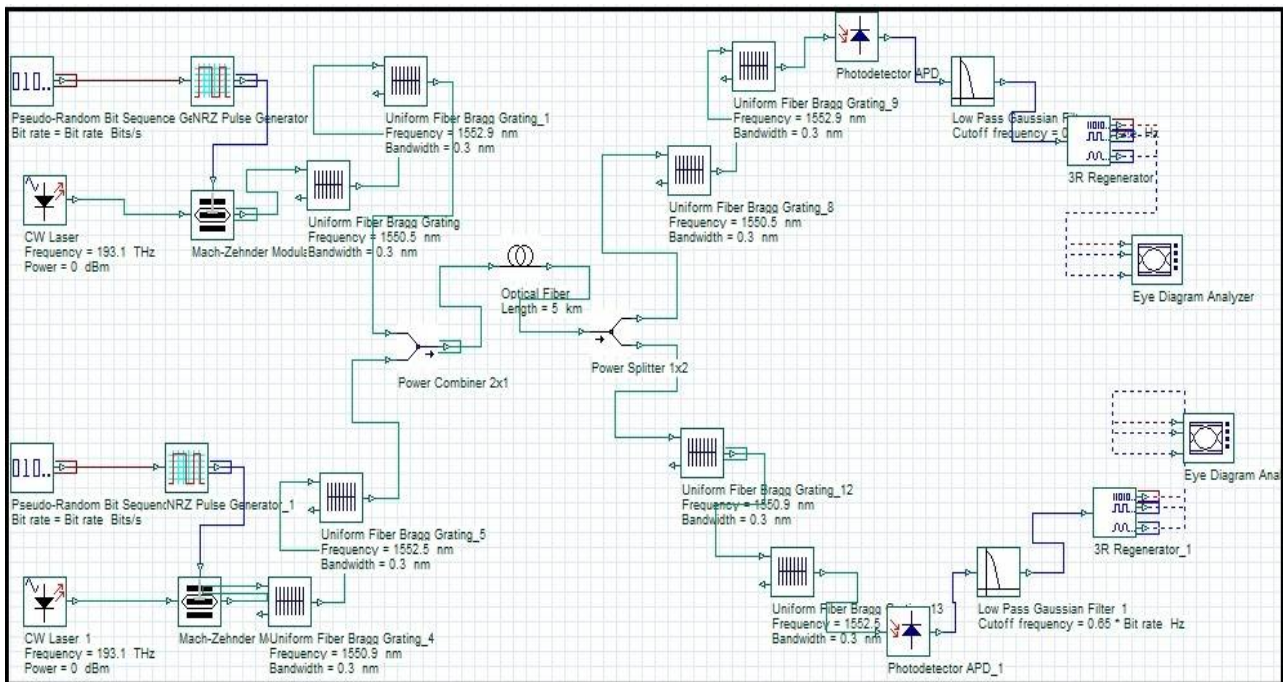 Pseudo-Random Bit Sequence Ge
NRZ Pulse Generator
Bit rate = Bit rate Bits/s
CW Laser
Frequency = 193.1 THz
Power = 0 dBm
Mach-Zehnder Modula
Uniform Fiber Bragg Grating_1
Frequency = 1552.9 nm
Bandwidth = 0.3 nm
Uniform Fiber Bragg Grating
Frequency = 1550.5 nm
Bandwidth = 0.3 nm
Optical Fiber
Length = 5 km
Power Combiner 2x1
Power Splitter 1x2
Uniform Fiber Bragg Grating_9
Frequency = 1552.9 nm
Bandwidth = 0.3 nm
Uniform Fiber Bragg Grating_8
Frequency = 1550.5 nm
Bandwidth = 0.3 nm
Photodetector APD
Low Pass Gaussian Filt
Cutoff frequency = 0
Hz
3R Regenerator
Eye Diagram Analyzer
Pseudo-Random Bit Sequenc
NRZ Pulse Generator_1
Bit rate = Bit rate Bits/s
CW Laser_1
Frequency = 193.1 THz
Power = 0 dBm
Mach-Zehnder M
Uniform Fiber Bragg Grating_5
Frequency = 1552.5 nm
Bandwidth = 0.3 nm
Uniform Fiber Bragg Grating_4
Frequency = 1550.9 nm
Bandwidth = 0.3 nm
Uniform Fiber Bragg Grating_12
Frequency = 1550.9 nm
Bandwidth = 0.3 nm
Uniform Fiber Bragg Grating_13
Frequency = 1552.5
Bandwidth = 0.3 nm
Photodetector APD_1
Low Pass Gaussian Filter_1
Cutoff frequency = 0.65 * Bit rate Hz
3R Regenerator_1
Eye Diagram Anal